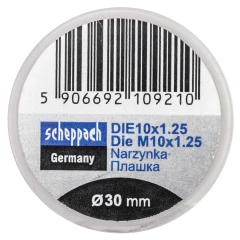 5 906692 109210
scheppach
Germany
DIE10x1.25
Die M10x1.25
Narzynka
Плашка
Ø30 mm